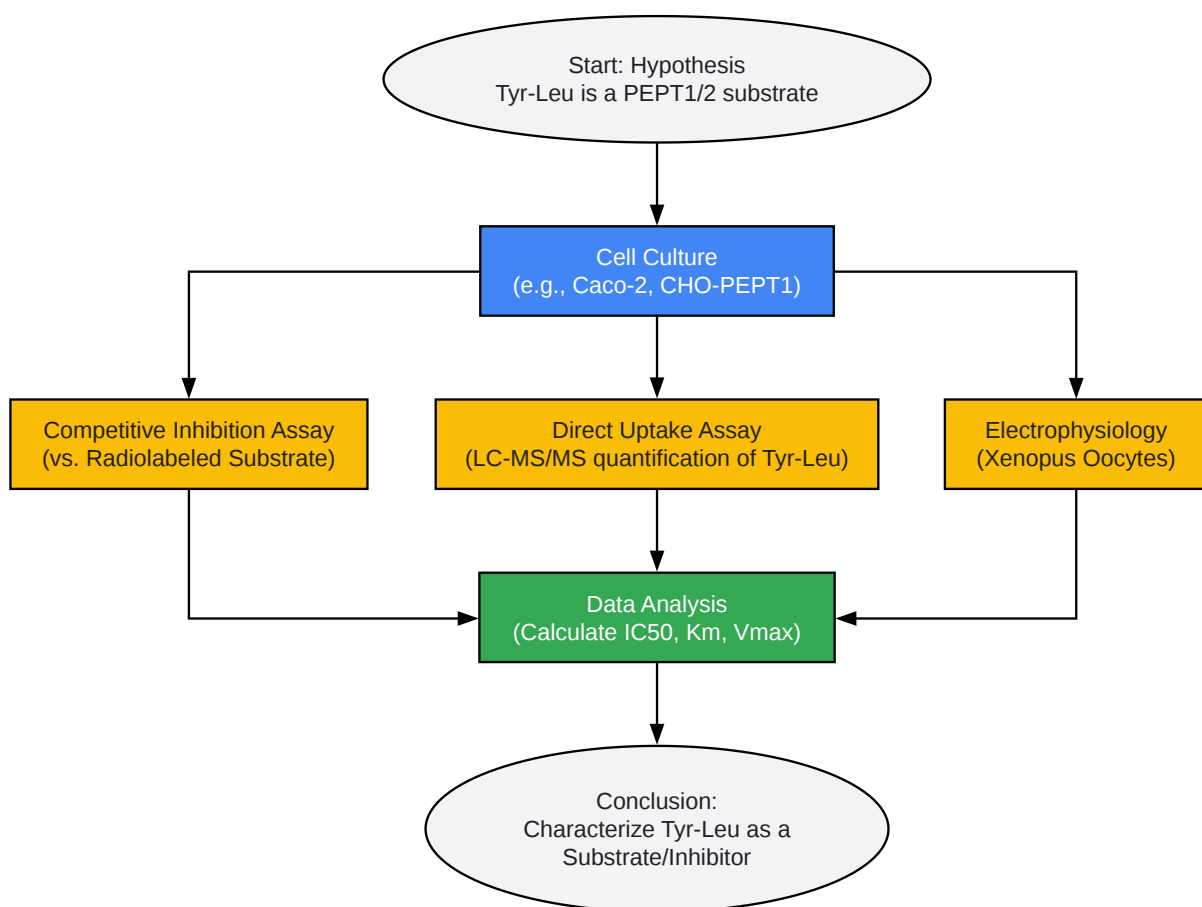 Start: Hypothesis
Tyr-Leu is a PEPT1/2 substrate
Cell Culture
(e.g., Caco-2, CHO-PEPT1)
Competitive Inhibition Assay
(vs. Radiolabeled Substrate)
Direct Uptake Assay
(LC-MS/MS quantification of Tyr-Leu)
Electrophysiology
(Xenopus Oocytes)
Data Analysis
(Calculate IC50, Km, Vmax)
Conclusion:
Characterize Tyr-Leu as a
Substrate/Inhibitor